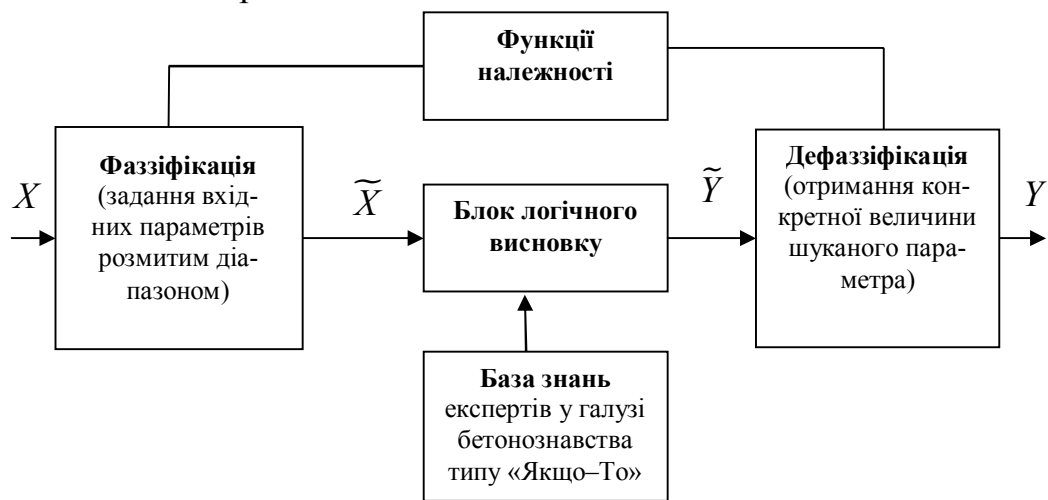 Функції
належності
Фаззіфікація
(задання вхід-
них параметрів
розмитим діа-
пазоном)
Блок логічного
висновку
Дефаззіфікація
(отримання кон-
кретної величини
шуканого пара-
метра)
База знань
експертів у галузі
бетонознавства
типу «Якщо–То»
X
X̃
Ỹ
Y